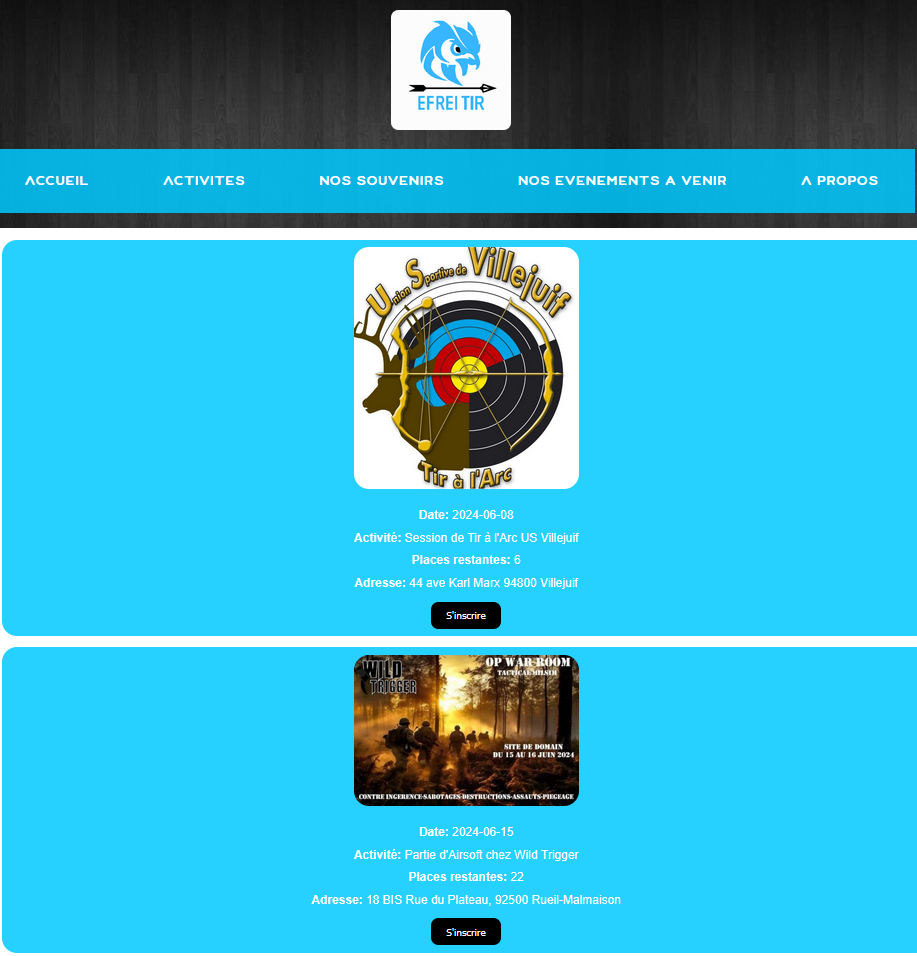 EFREI TIR
ACCUEIL
ACTIVITES
NOS SOUVENIRS
NOS EVENEMENTS A VENIR
A PROPOS
Union Sportive de Villejuif
Tir à l'Arc
Date: 2024-06-08
Activité: Session de Tir à l'Arc US Villejuif
Places restantes: 6
Adresse: 44 ave Karl Marx 94800 Villejuif
S'inscrire
WILD
TRIGGER
OP WAR-ROOM
TACTICAL MILSIM
SITE DE DOMAIN
DU 15 AU 16 JUIN 2024
CONTRE INGERENCE-SABOTAGES-DESTRUCTIONS-ASSAUTS-PIEGEAGE
Date: 2024-06-15
Activité: Partie d'Airsoft chez Wild Trigger
Places restantes: 22
Adresse: 18 BIS Rue du Plateau, 92500 Rueil-Malmaison
S'inscrire